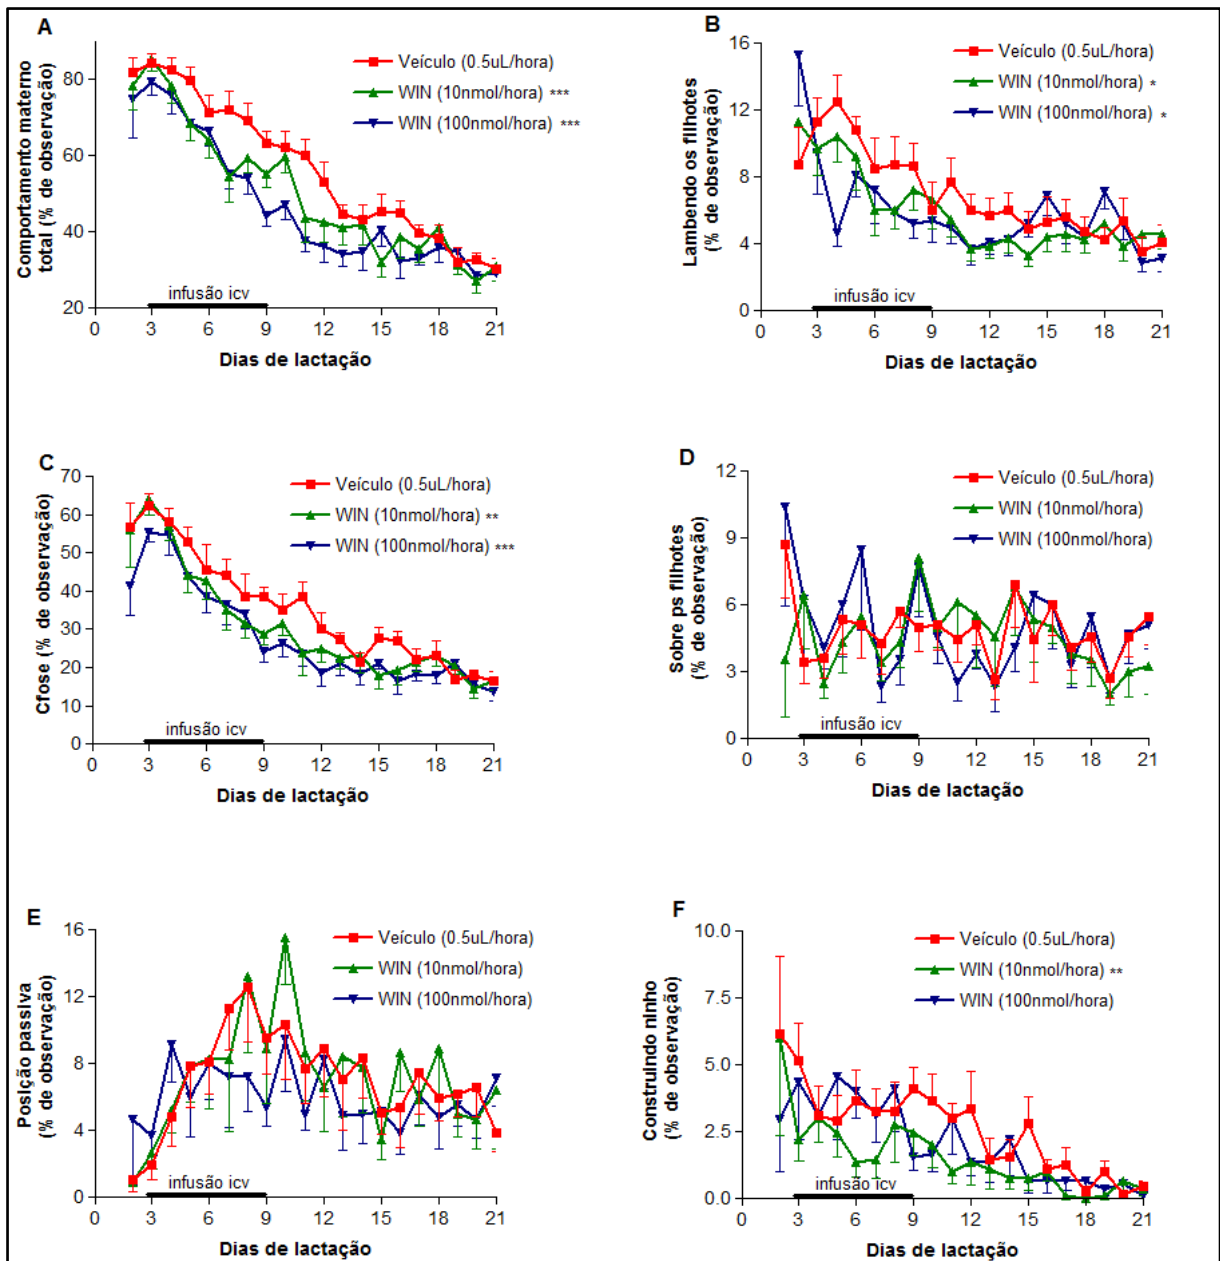 A
Comportamento materno
total (% de observação)
80
60
40
20
Veículo (0.5uL/hora)
WIN (10nmol/hora) ***
WIN (100nmol/hora) ***
infusão icv
0 3 6 9 12 15 18 21
Dias de lactação
B
Lambendo os filhotes
(% de observação)
16
12
8
4
0
Veículo (0.5uL/hora)
WIN (10nmol/hora) *
WIN (100nmol/hora) *
infusão icv
0 3 6 9 12 15 18 21
Dias de lactação
C
Cifose (% de observação)
70
60
50
40
30
20
10
0
Veículo (0.5uL/hora)
WIN (10nmol/hora) **
WIN (100nmol/hora) ***
infusão icv
0 3 6 9 12 15 18 21
Dias de lactação
D
Sobre ps filhotes
(% de observação)
12
9
6
3
0
Veículo (0.5uL/hora)
WIN (10nmol/hora)
WIN (100nmol/hora)
infusão icv
0 3 6 9 12 15 18 21
Dias de lactação
E
Posição passiva
(% de observação)
16
12
8
4
0
Veículo (0.5uL/hora)
WIN (10nmol/hora)
WIN (100nmol/hora)
infusão icv
0 3 6 9 12 15 18 21
Dias de lactação
F
Construindo ninho
(% de observação)
10.0
7.5
5.0
2.5
0.0
Veículo (0.5uL/hora)
WIN (10nmol/hora) **
WIN (100nmol/hora)
infusão icv
0 3 6 9 12 15 18 21
Dias de lactação